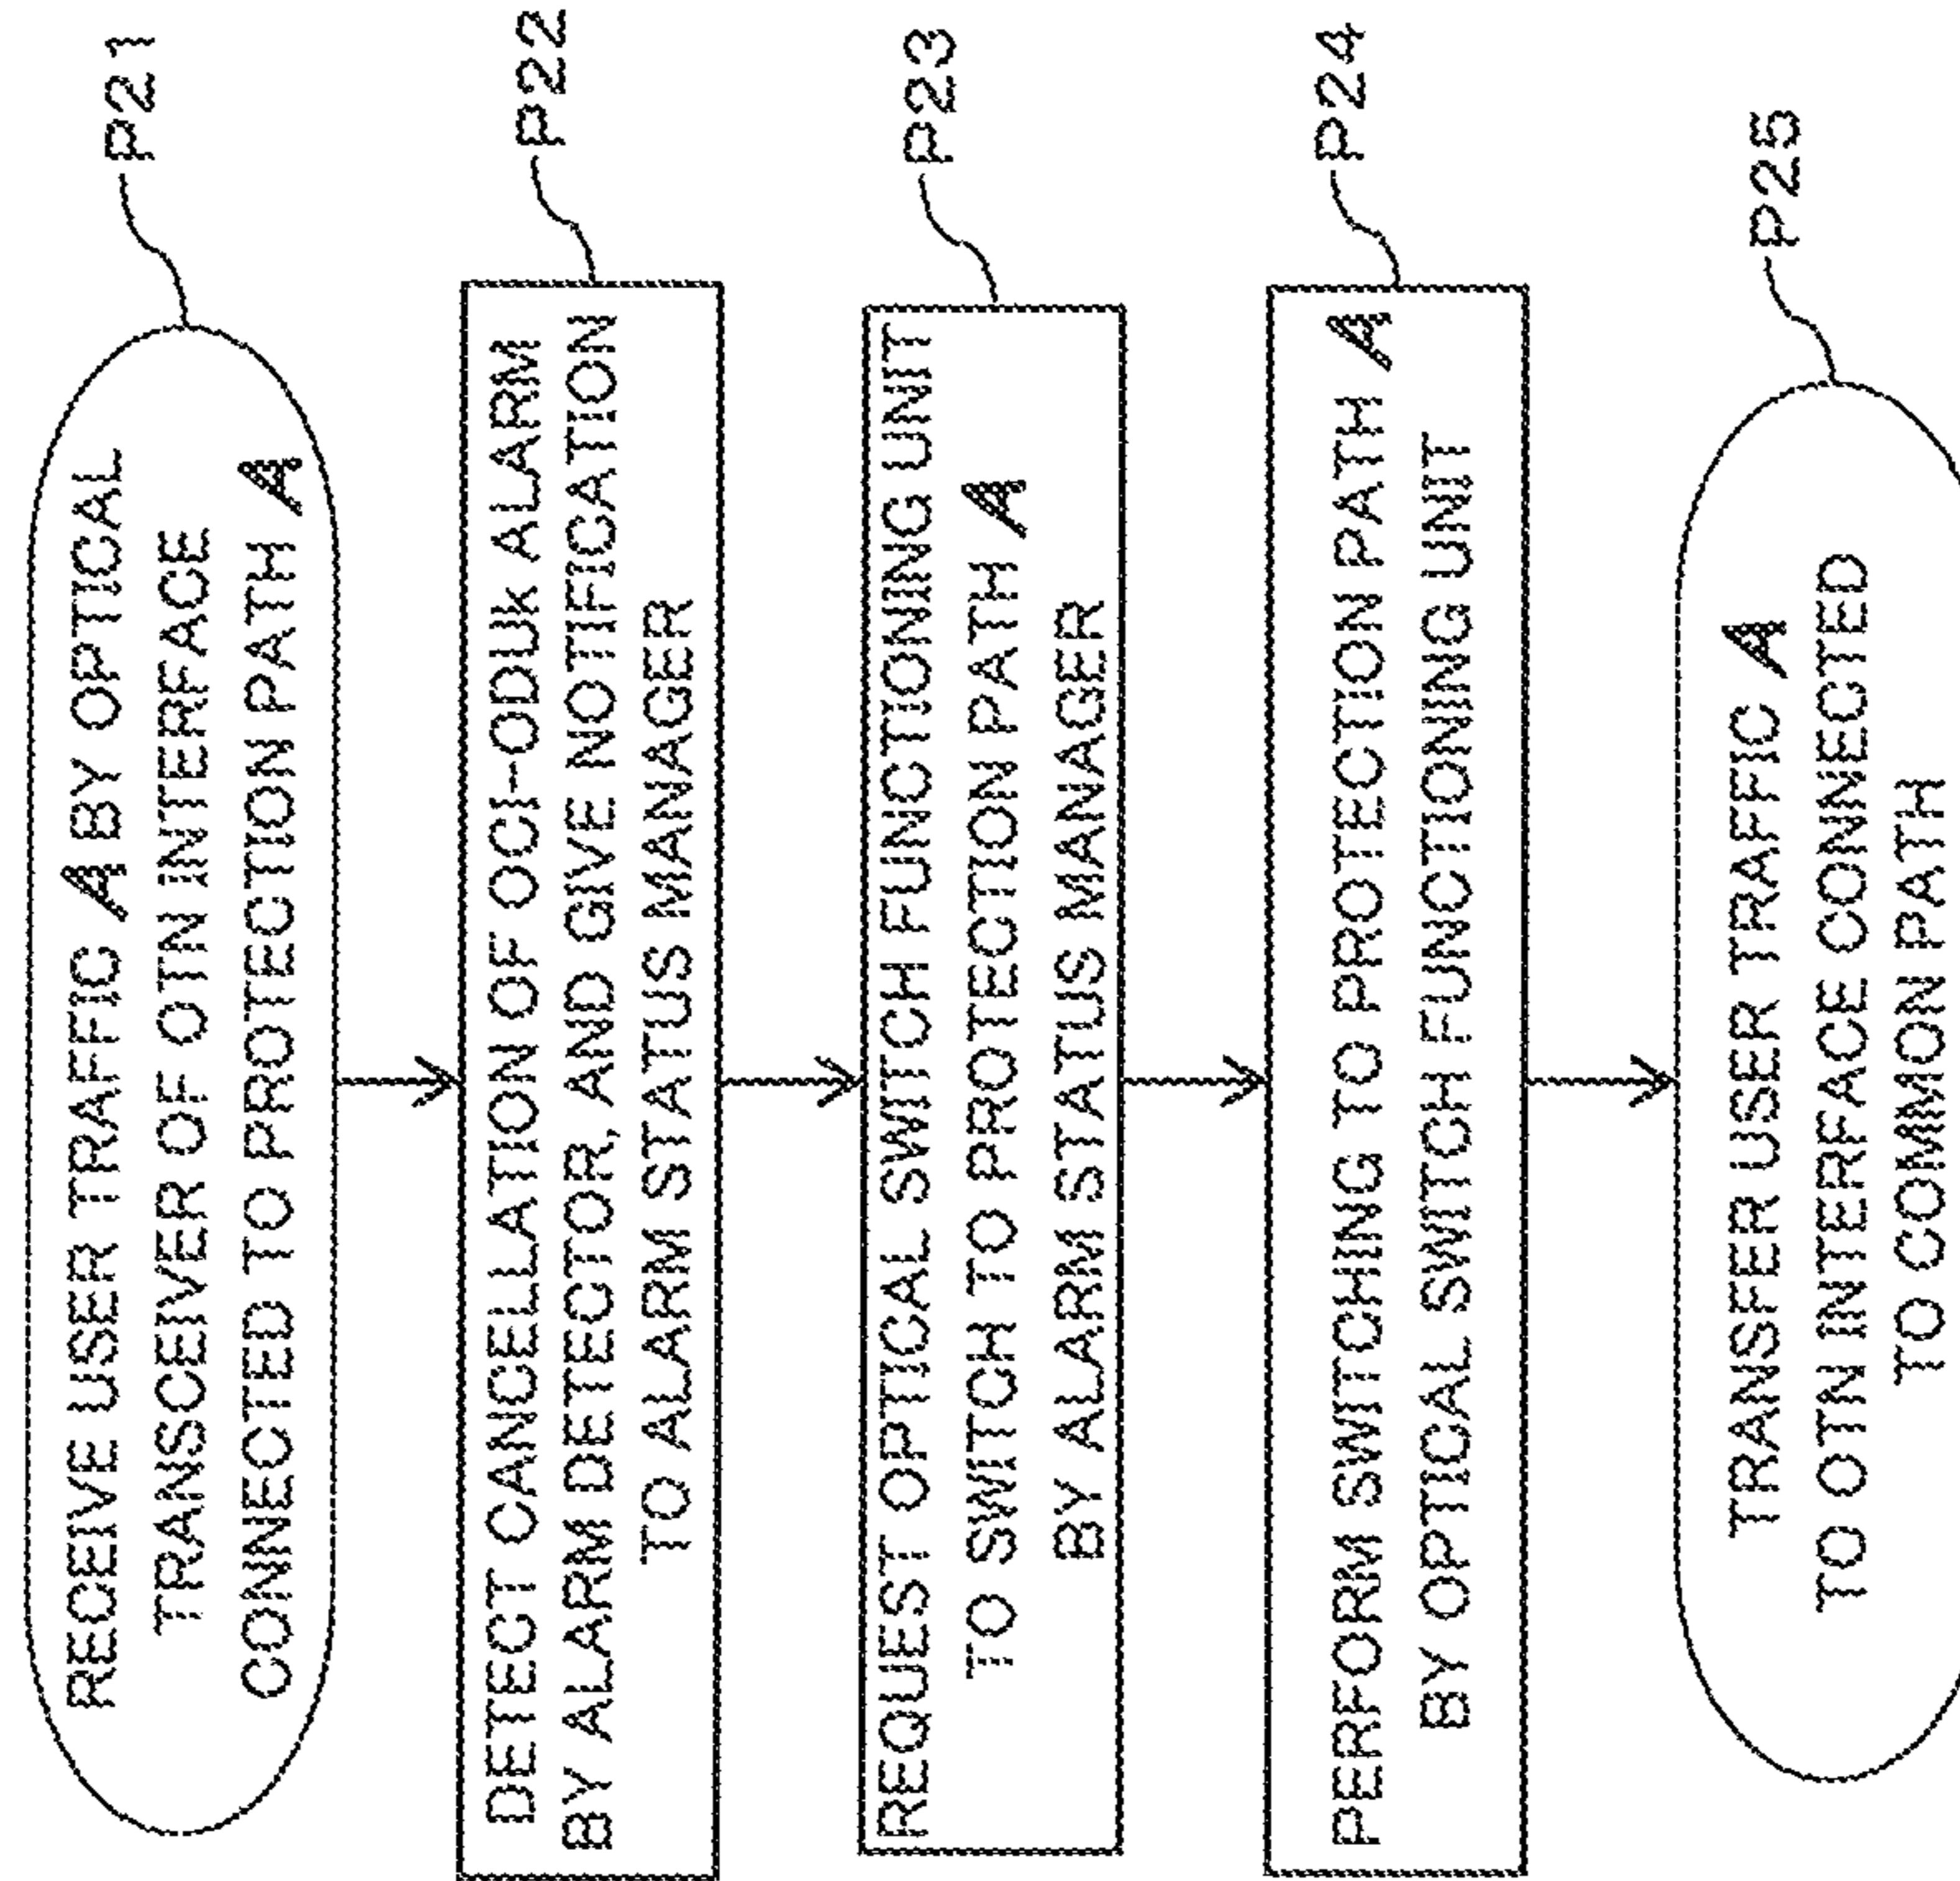 RECEIVE USER TRAFFIC A BY OPTICAL
TRANSCEIVER OF OTN INTERFACE
CONNECTED TO PROTECTION PATH A
P21
DETECT CANCELLATION OF OCI-ODUk ALARM
BY ALARM DETECTOR, AND GIVE NOTIFICATION
TO ALARM STATUS MANAGER
P22
REQUEST OPTICAL SWITCH FUNCTIONING UNIT
TO SWITCH TO PROTECTION PATH A
BY ALARM STATUS MANAGER
P23
PERFORM SWITCHING TO PROTECTION PATH A
BY OPTICAL SWITCH FUNCTIONING UNIT
P24
TRANSFER USER TRAFFIC A
TO OTN INTERFACE CONNECTED
TO COMMON PATH
P25